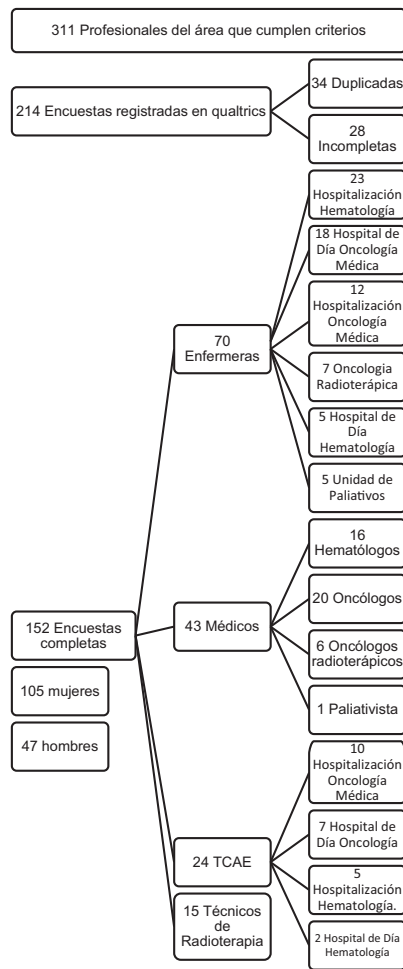 311 Profesionales del área que cumplen criterios
214 Encuestas registradas en qualtrics
34 Duplicadas
28
Incompletas
152 Encuestas
completas
105 mujeres
47 hombres
70
Enfermeras
23
Hospitalización
Hematología
18 Hospital de
Día Oncología
Médica
12
Hospitalización
Oncología
Médica
7 Oncologia
Radioterápica
5 Hospital de
Día
Hematología
5 Unidad de
Paliativos
43 Médicos
16
Hematólogos
20 Oncólogos
6 Oncólogos
radioterápicos
1 Paliativista
24 TCAE
10
Hospitalización
Oncología
Médica
7 Hospital de
Día Oncología
5
Hospitalización
Hematología.
2 Hospital de Día
Hematología
15 Técnicos
de
Radioterapia